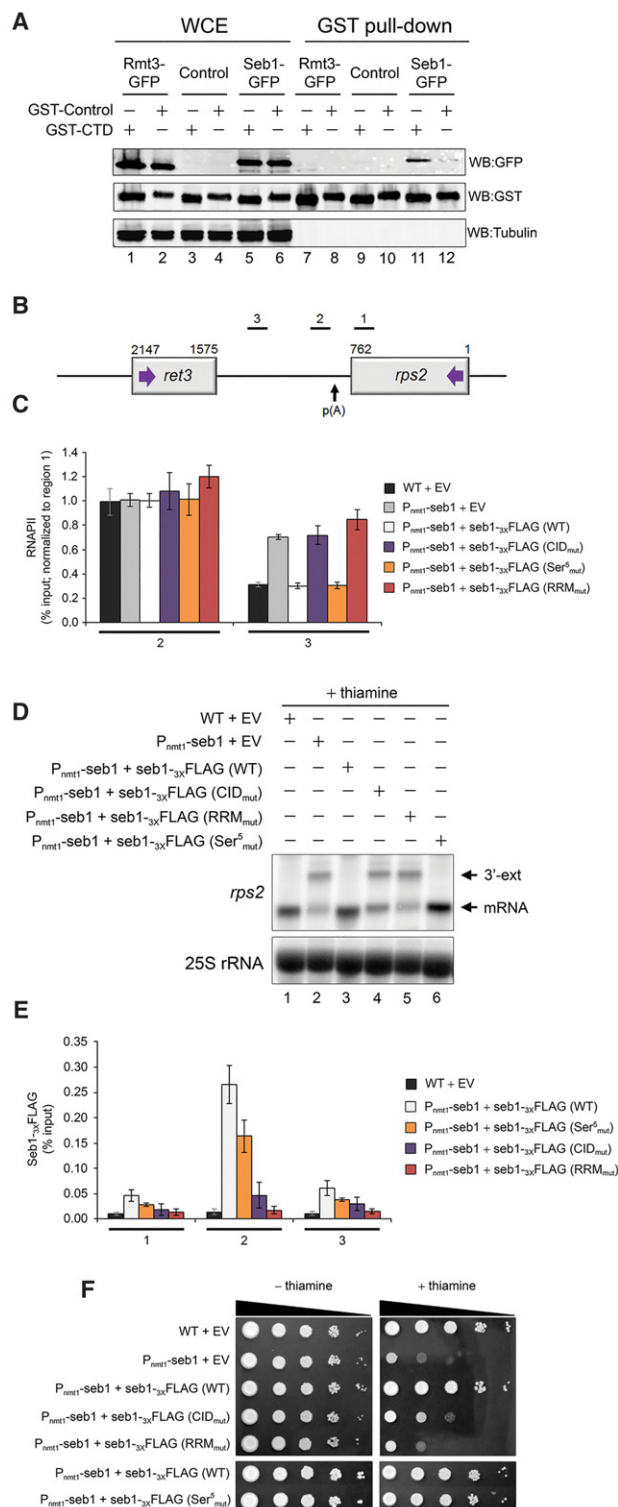 A
WCE GST pull-down
Rmt3-GFP Control Seb1-GFP Rmt3-GFP Control Seb1-GFP
GST-Control − + − + − + − + − + − +
GST-CTD + − + − + − + − + − + −
WB:GFP
WB:GST
WB:Tubulin
1 2 3 4 5 6 7 8 9 10 11 12
B
3 2 1
2147 1575 762 1
ret3 rps2
p(A)
C
RNAPII
(% input; normalized to region 1)
1.4
1.2
1.0
0.8
0.6
0.4
0.2
0.0
2 3
WT + EV
Pnmt1-seb1 + EV
Pnmt1-seb1 + seb1-3XFLAG (WT)
Pnmt1-seb1 + seb1-3XFLAG (CIDmut)
Pnmt1-seb1 + seb1-3XFLAG (Ser5mut)
Pnmt1-seb1 + seb1-3XFLAG (RRMmut)
D
+ thiamine
WT + EV + − − − − −
Pnmt1-seb1 + EV − + − − − −
Pnmt1-seb1 + seb1-3XFLAG (WT) − − + − − −
Pnmt1-seb1 + seb1-3XFLAG (CIDmut) − − − + − −
Pnmt1-seb1 + seb1-3XFLAG (RRMmut) − − − − + −
Pnmt1-seb1 + seb1-3XFLAG (Ser5mut) − − − − − +
rps2
3'-ext
mRNA
25S rRNA
1 2 3 4 5 6
E
Seb1-3XFLAG
(% input)
0.35
0.30
0.25
0.20
0.15
0.10
0.05
0.00
1 2 3
WT + EV
Pnmt1-seb1 + seb1-3XFLAG (WT)
Pnmt1-seb1 + seb1-3XFLAG (Ser5mut)
Pnmt1-seb1 + seb1-3XFLAG (CIDmut)
Pnmt1-seb1 + seb1-3XFLAG (RRMmut)
F
− thiamine + thiamine
WT + EV
Pnmt1-seb1 + EV
Pnmt1-seb1 + seb1-3XFLAG (WT)
Pnmt1-seb1 + seb1-3XFLAG (CIDmut)
Pnmt1-seb1 + seb1-3XFLAG (RRMmut)
Pnmt1-seb1 + seb1-3XFLAG (WT)
Pnmt1-seb1 + seb1-3XFLAG (Ser5mut)